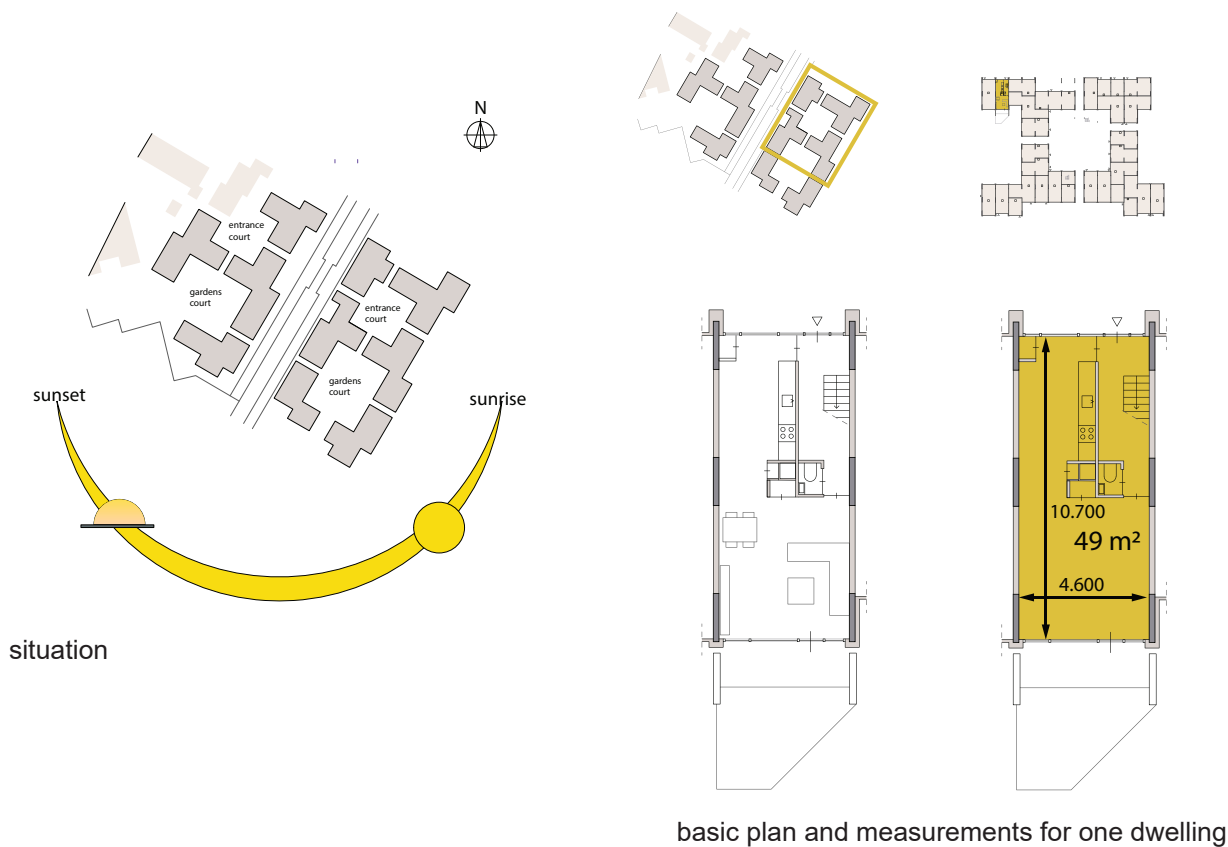 N
entrance
court
gardens
court
entrance
court
gardens
court
sunset
sunrise
situation
10.700
49 m²
4.600
basic plan and measurements for one dwelling